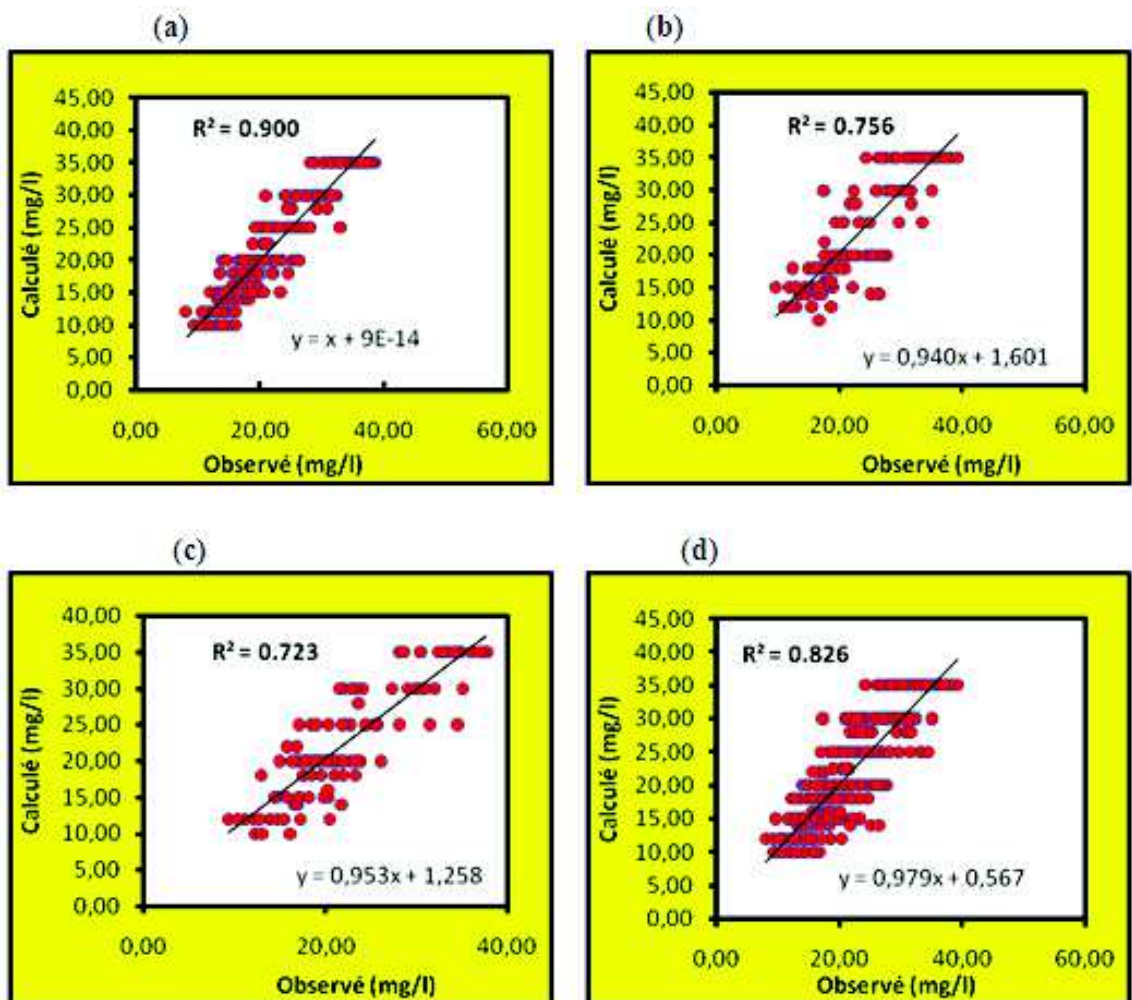 (a)
45,00
40,00
35,00
30,00
25,00
20,00
15,00
10,00
5,00
0,00
Calculé (mg/l)
R² = 0.900
y = x + 9E-14
0,00 20,00 40,00 60,00
Observé (mg/l)
(b)
45,00
40,00
35,00
30,00
25,00
20,00
15,00
10,00
5,00
0,00
Calculé (mg/l)
R² = 0.756
y = 0,940x + 1,601
0,00 20,00 40,00 60,00
Observé (mg/l)
(c)
40,00
35,00
30,00
25,00
20,00
15,00
10,00
5,00
0,00
Calculé (mg/l)
R² = 0.723
y = 0,953x + 1,258
0,00 20,00 40,00
Observé (mg/l)
(d)
45,00
40,00
35,00
30,00
25,00
20,00
15,00
10,00
5,00
0,00
Calculé (mg/l)
R² = 0.826
y = 0,979x + 0,567
0,00 20,00 40,00 60,00
Observé (mg/l)